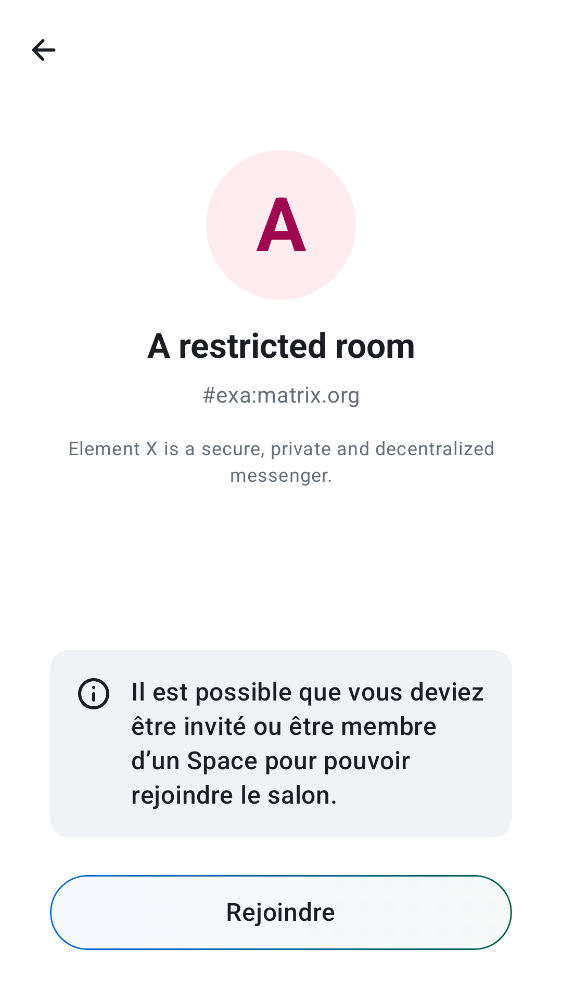 A
A restricted room
#exa:matrix.org
Element X is a secure, private and decentralized
messenger.
Il est possible que vous deviez
être invité ou être membre
d’un Space pour pouvoir
rejoindre le salon.
Rejoindre